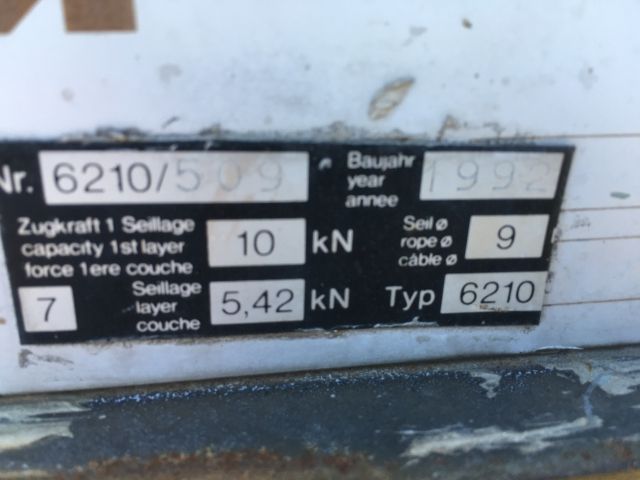 Nr. 6210/509 Baujahr year annee 1992
Zugkraft 1 Seillage
capacity 1st layer
force 1ere couche
10 kN
Seil ø
rope ø
câble ø
9
7 Seillage layer couche 5,42 kN Typ 6210